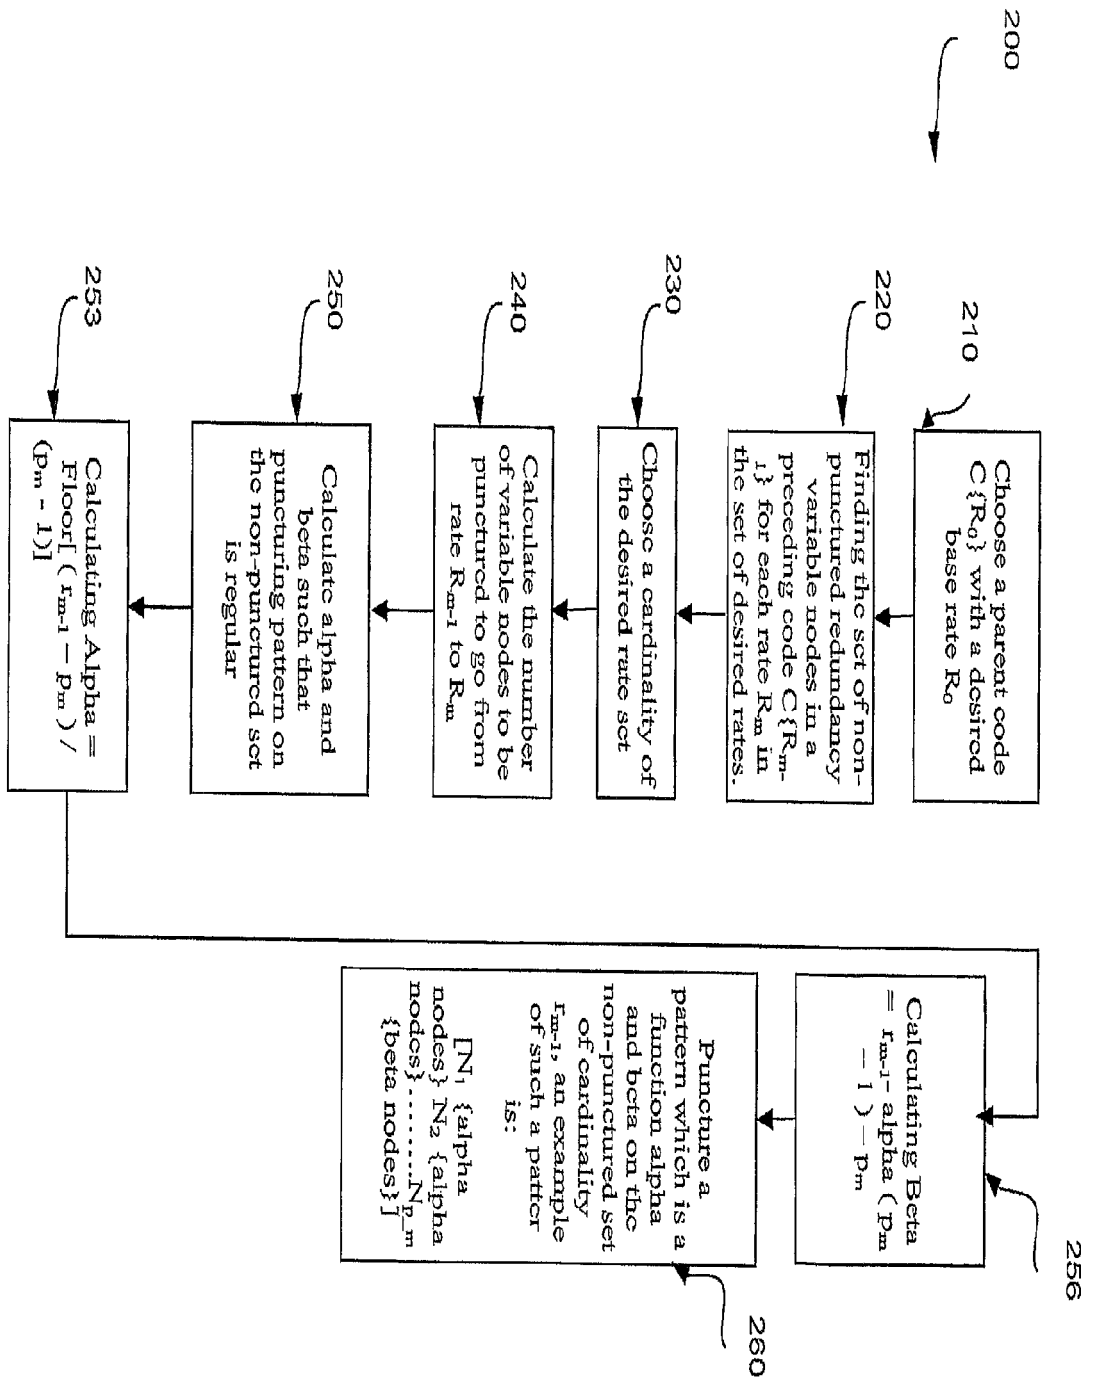 200
210
Choose a parent code
C{R₀} with a desired
base rate R₀
220
Finding the set of non-
punctured redundancy
variable nodes in a
preceding code C{Rₘ₋
₁} for each rate Rₘ in
the set of desired rates.
230
Choose a cardinality of
the desired rate set
240
Calculate the number
of variable nodes to be
punctured to go from
rate Rₘ₋₁ to Rₘ
250
Calculate alpha and
beta such that
puncturing pattern on
the non-punctured set
is regular
253
Calculating Alpha =
Floor[ ( rₘ₋₁ – pₘ ) /
(pₘ - 1)]
256
Calculating Beta
= rₘ₋₁- alpha ( pₘ
– 1 ) – pₘ
260
Puncture a
pattern which is a
function alpha
and beta on the
non-punctured set
of cardinality
rₘ₋₁, an example
of such a patter
is:
[N₁ {alpha
nodes} N₂ {alpha
nodes}.........N_p_m
{beta nodes}]